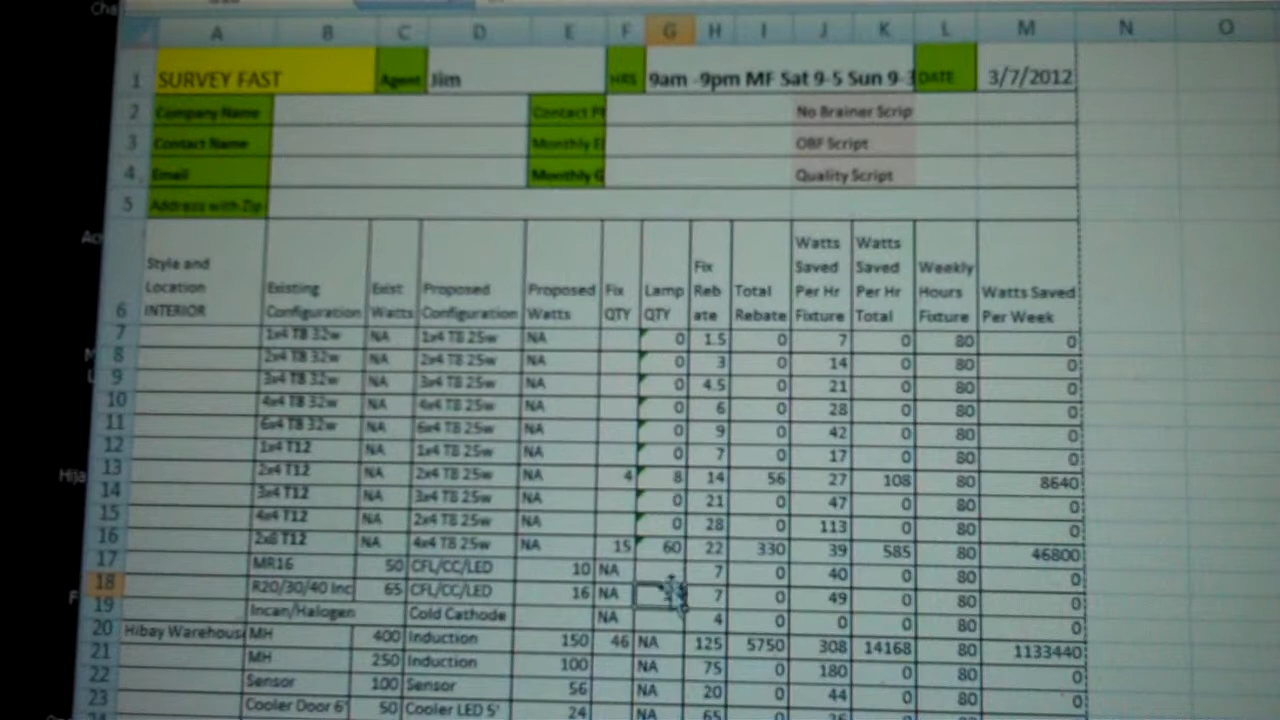 Cha
A B C D E F G H I J K L M N O
1 SURVEY FAST Agent Jim HRS 9am -9pm MF Sat 9-5 Sun 9-3 DATE 3/7/2012
2 Company Name Contact P No Brainer Scrip
3 Contact Name Monthly E OBF Script
4 Email Monthly G Quality Script
5 Address with Zip
6 Style and Location INTERIOR Existing Configuration Exist Watts Proposed Configuration Proposed Watts Fix QTY Lamp QTY Fix Reb ate Total Rebate Watts Saved Per Hr Fixture Watts Saved Per Hr Total Weekly Hours Fixture Watts Saved Per Week
7 1x4 T8 32w NA 1x4 T8 25w NA 0 1.5 0 7 0 80 0
8 2x4 T8 32w NA 2x4 T8 25w NA 0 3 0 14 0 80 0
9 3x4 T8 32w NA 3x4 T8 25w NA 0 4.5 0 21 0 80 0
10 4x4 T8 32w NA 4x4 T8 25w NA 0 6 0 28 0 80 0
11 6x4 T8 32w NA 6x4 T8 25w NA 0 9 0 42 0 80 0
12 1x4 T12 NA 1x4 T8 25w NA 0 7 0 17 0 80 0
13 2x4 T12 NA 2x4 T8 25w NA 4 8 14 56 27 108 80 8640
14 3x4 T12 NA 3x4 T8 25w NA 0 21 0 47 0 80 0
15 4x4 T12 NA 2x4 T8 25w NA 0 28 0 113 0 80 0
16 2x8 T12 NA 4x4 T8 25w NA 15 60 22 330 39 585 80 46800
17 MR16 50 CFL/CC/LED 10 NA 7 0 40 0 80 0
18 R20/30/40 Inc 65 CFL/CC/LED 16 NA 7 0 49 0 80 0
19 Incan/Halogen Cold Cathode NA 4 0 0 0 80 0
20 Hibay Warehous MH 400 Induction 150 46 NA 125 5750 308 14168 80 1133440
21 MH 250 Induction 100 NA 75 0 180 0 80 0
22 Sensor 100 Sensor 56 NA 20 0 44 0 80 0
23 Cooler Door 6' 50 Cooler LED 5' 24 NA 65 0 26 0 80 0
Hija